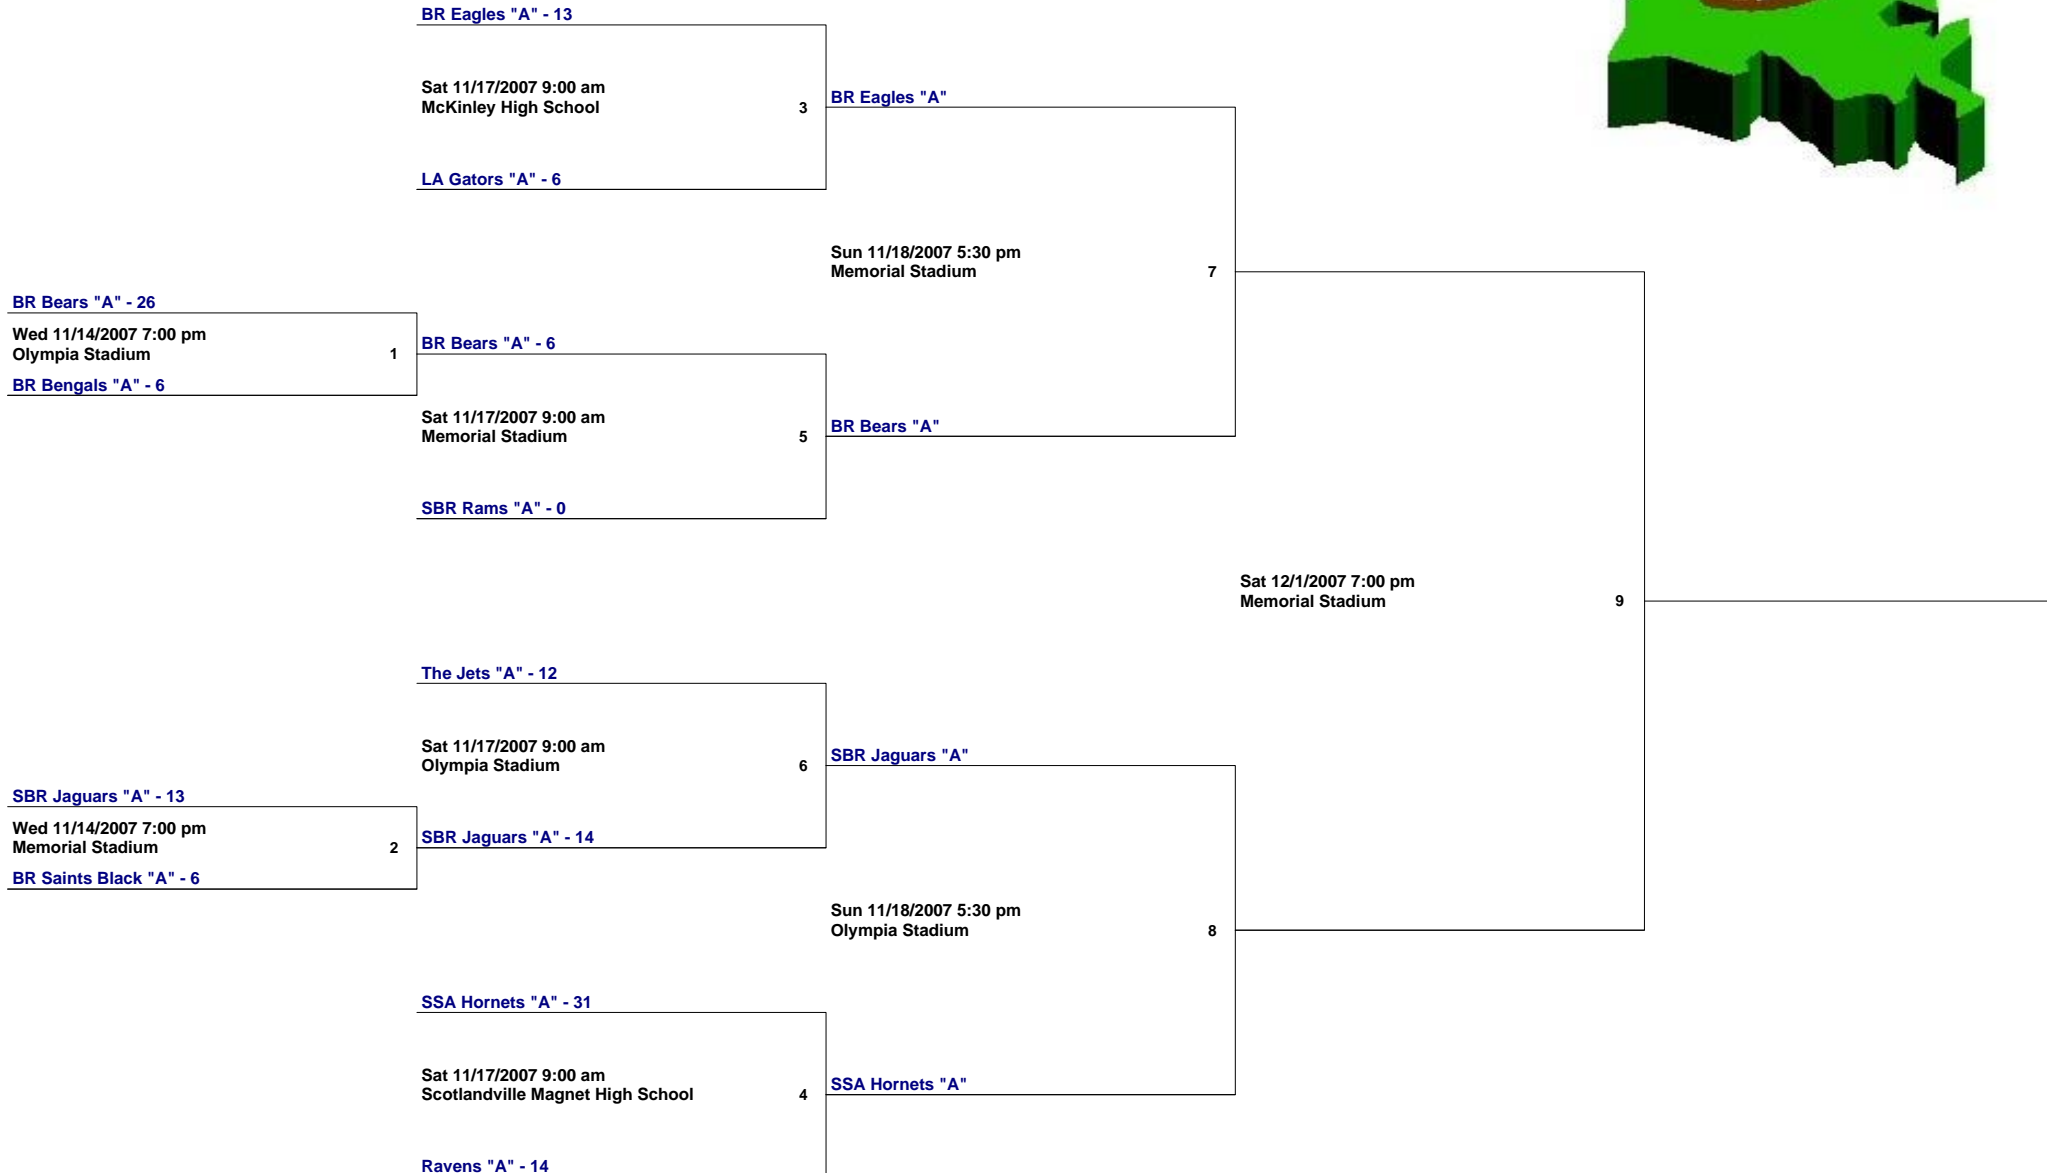 BR Eagles "A" - 13
Sat 11/17/2007 9:00 am
McKinley High School 3
BR Eagles "A"
LA Gators "A" - 6
Sun 11/18/2007 5:30 pm
Memorial Stadium 7
BR Bears "A" - 26
Wed 11/14/2007 7:00 pm
Olympia Stadium 1
BR Bengals "A" - 6
BR Bears "A" - 6
Sat 11/17/2007 9:00 am
Memorial Stadium 5
BR Bears "A"
SBR Rams "A" - 0
Sat 12/1/2007 7:00 pm
Memorial Stadium 9
The Jets "A" - 12
Sat 11/17/2007 9:00 am
Olympia Stadium 6
SBR Jaguars "A"
SBR Jaguars "A" - 13
Wed 11/14/2007 7:00 pm
Memorial Stadium 2
BR Saints Black "A" - 6
SBR Jaguars "A" - 14
Sun 11/18/2007 5:30 pm
Olympia Stadium 8
SSA Hornets "A" - 31
Sat 11/17/2007 9:00 am
Scotlandville Magnet High School 4
SSA Hornets "A"
Ravens "A" - 14